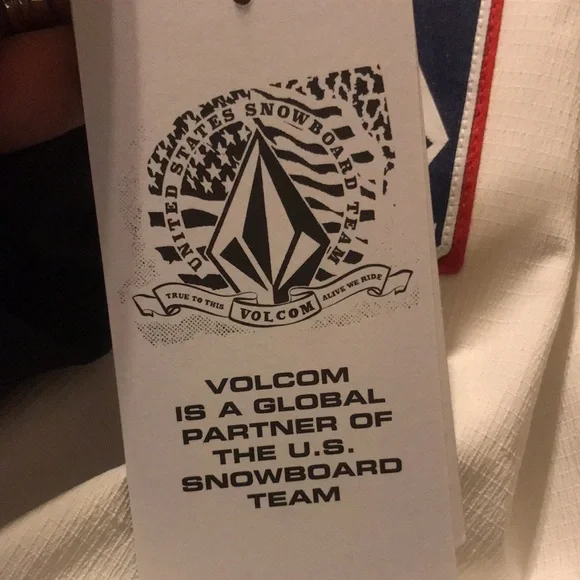 UNITED STATES SNOWBOARD TEAM
TRUE TO THIS
VOLCOM
ALIVE WE RIDE
VOLCOM
IS A GLOBAL
PARTNER OF
THE U.S.
SNOWBOARD
TEAM